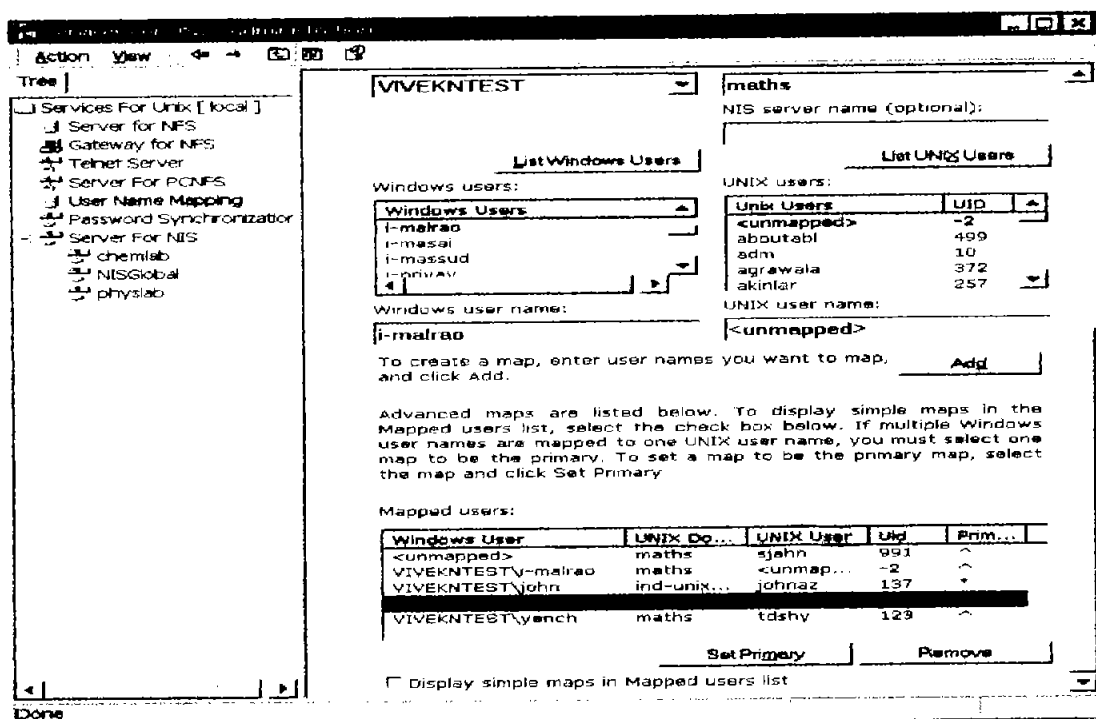 Action View
Tree
Services For Unix [ local ]
Server for NFS
Gateway for NFS
Telnet Server
Server For PCNFS
User Name Mapping
Password Synchronization
Server For NIS
chemlab
NISGlobal
physlab
VIVEKNTEST
maths
NIS server name (optional):
List Windows Users
List UNIX Users
Windows users:
UNIX users:
Windows Users
i-malrao
i-masai
i-massud
Unix Users UID
<unmapped> -2
aboutabl 499
adm 10
agrawala 372
akinlar 257
Windows user name:
UNIX user name:
i-malrao
<unmapped>
To create a map, enter user names you want to map,
and click Add.
Add
Advanced maps are listed below. To display simple maps in the
Mapped users list, select the check box below. If multiple Windows
user names are mapped to one UNIX user name, you must select one
map to be the primary. To set a map to be the primary map, select
the map and click Set Primary
Mapped users:
Windows User UNIX Do... UNIX User Uid Prim...
<unmapped> maths sjahn 991 ^
VIVEKNTEST\v-malrao maths <unmap... -2 ^
VIVEKNTEST\john ind-unix... johnaz 137 *
VIVEKNTEST\yench maths tdshy 129 ^
Set Primary
Remove
Display simple maps in Mapped users list
Done